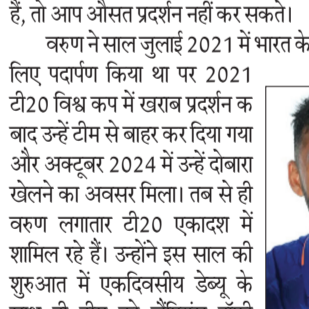 हैं, तो आप औसत प्रदर्शन नहीं कर सकते।
वरुण ने साल जुलाई 2021 में भारत के
लिए पदार्पण किया था पर 2021
टी20 विश्व कप में खराब प्रदर्शन क
बाद उन्हें टीम से बाहर कर दिया गया
और अक्टूबर 2024 में उन्हें दोबारा
खेलने का अवसर मिला। तब से ही
वरुण लगातार टी20 एकादश में
शामिल रहे हैं। उन्होंने इस साल की
शुरुआत में एकदिवसीय डेब्यू के